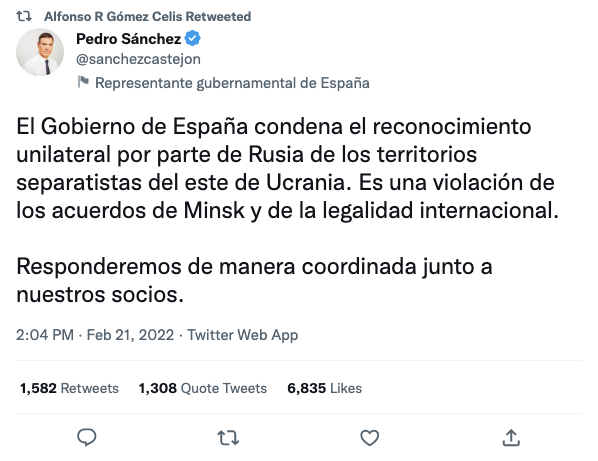 Alfonso R Gómez Celis Retweeted
Pedro Sánchez
@sanchezcastejon
Representante gubernamental de España
El Gobierno de España condena el reconocimiento
unilateral por parte de Rusia de los territorios
separatistas del este de Ucrania. Es una violación de
los acuerdos de Minsk y de la legalidad internacional.
Responderemos de manera coordinada junto a
nuestros socios.
2:04 PM · Feb 21, 2022 · Twitter Web App
1,582 Retweets 1,308 Quote Tweets 6,835 Likes